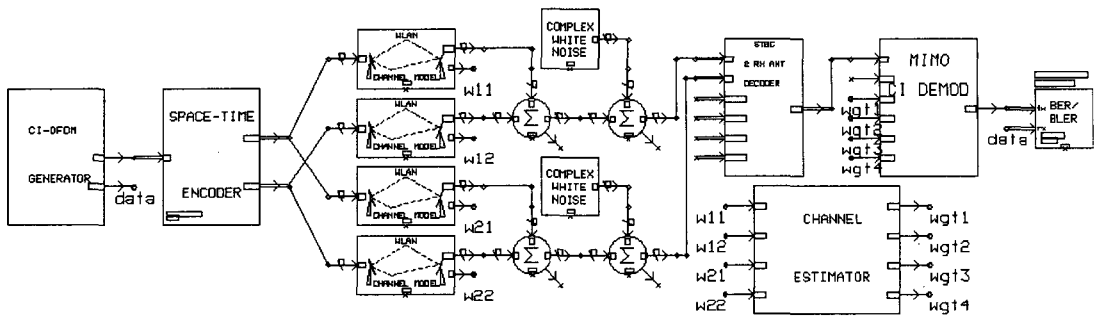 CI-OFDM
GENERATOR
data
SPACE-TIME
ENCODER
WLAN
CHANNEL MODEL
w11
WLAN
CHANNEL MODEL
w12
WLAN
CHANNEL MODEL
w21
WLAN
CHANNEL MODEL
w22
COMPLEX
WHITE
NOISE
Σ
Σ
COMPLEX
WHITE
NOISE
Σ
Σ
STBC
2 RX ANT
DECODER
MIMO
CI DEMOD
wgt1
wgt2
wgt3
wgt4
data
BER/
BLER
w11
w12
w21
w22
CHANNEL
ESTIMATOR
wgt1
wgt2
wgt3
wgt4